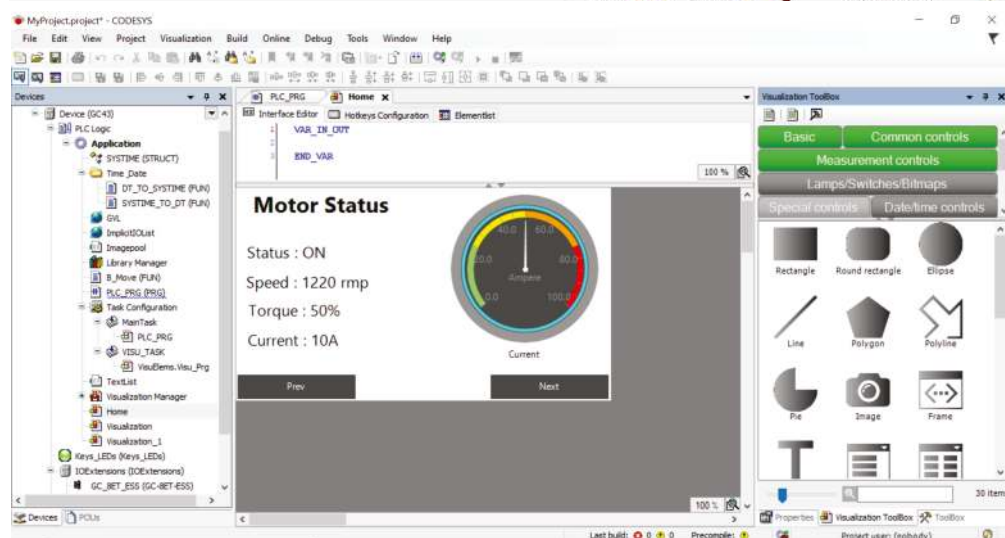 MyProject.project* - CODESYS
File Edit View Project Visualization Build Online Debug Tools Window Help
Devices
Device (GC43)
PLC Logic
Application
SYSTIME (STRUCT)
Time_Date
DT_TO_SYSTIME (FUN)
SYSTIME_TO_DT (FUN)
GVL
ImplicitIOList
Imagepool
Library Manager
B_Move (FUN)
PLC_PRG (PRG)
Task Configuration
MainTask
PLC_PRG
VISU_TASK
VisuElems.Visu_Prg
TextList
Visualization Manager
Home
Visualization
Visualization_1
Keys_LEDs (Keys_LEDs)
IOExtensions (IOExtensions)
GC_8ET_ESS (GC-8ET-ESS)
Devices POUs
PLC_PRG Home
Interface Editor Hotkeys Configuration Elementlist
1 VAR_IN_OUT
2
3 END_VAR
100 %
Motor Status
Status : ON
Speed : 1220 rmp
Torque : 50%
Current : 10A
40.0 60.0
20.0 80.0
Ampere
0.0 100.0
Current
Prev Next
100 %
Visualization ToolBox
Basic Common controls
Measurement controls
Lamps/Switches/Bitmaps
Special controls Date/time controls
Rectangle Round rectangle Ellipse
Line Polygon Polyline
Pie Image Frame
30 item
Properties Visualization ToolBox ToolBox
Last build: 0 0 Precompile: Project user: (nobody)